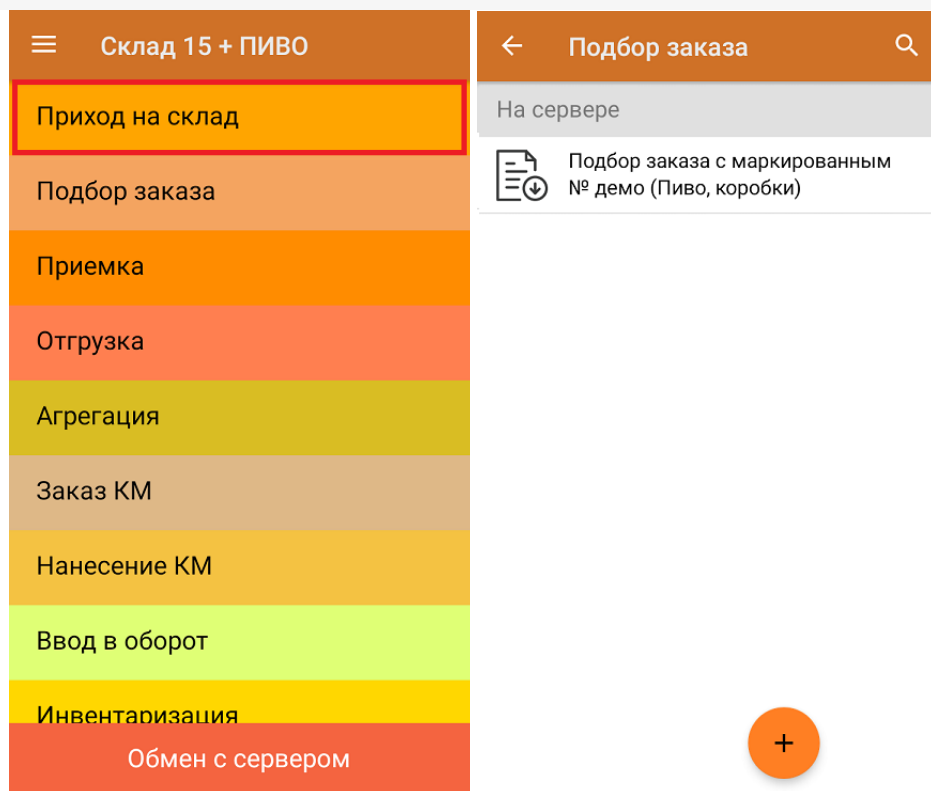 Склад 15 + ПИВО
Приход на склад
Подбор заказа
Приемка
Отгрузка
Агрегация
Заказ КМ
Нанесение КМ
Ввод в оборот
Инвентаризация
Обмен с сервером
Подбор заказа
На сервере
Подбор заказа с маркированным
№ демо (Пиво, коробки)
+